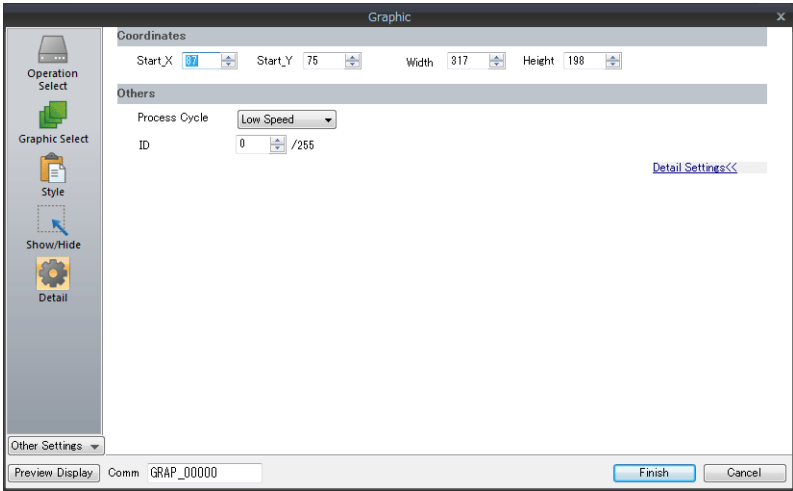 Graphic
Operation
Select
Graphic Select
Style
Show/Hide
Detail
Other Settings
Coordinates
Start_X 87 Start_Y 75 Width 317 Height 198
Others
Process Cycle Low Speed
ID 0 /255
Detail Settings<<
Preview Display Comm GRAP_00000 Finish Cancel